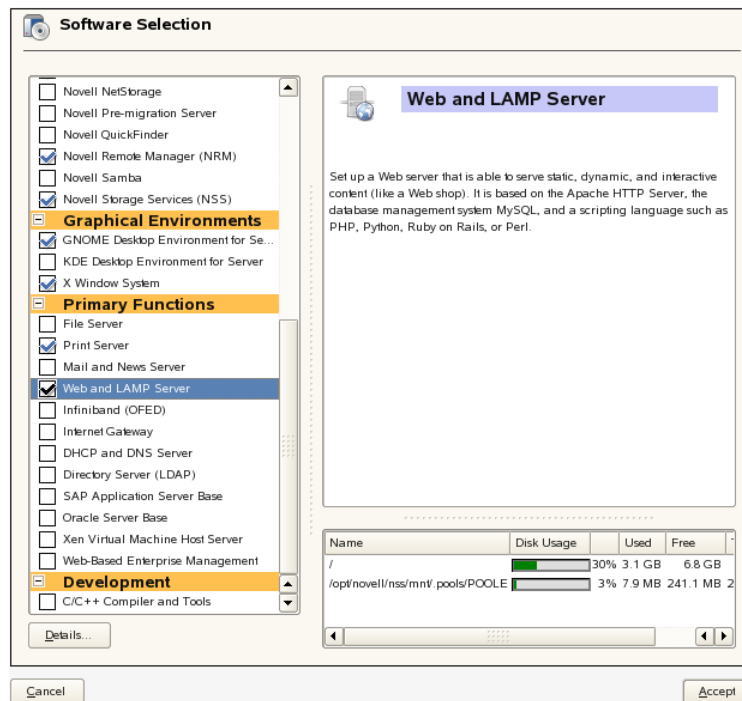 Software Selection
Novell NetStorage
Novell Pre-migration Server
Novell QuickFinder
Novell Remote Manager (NRM)
Novell Samba
Novell Storage Services (NSS)
Graphical Environments
GNOME Desktop Environment for Se...
KDE Desktop Environment for Server
X Window System
Primary Functions
File Server
Print Server
Mail and News Server
Web and LAMP Server
Infiniband (OFED)
Internet Gateway
DHCP and DNS Server
Directory Server (LDAP)
SAP Application Server Base
Oracle Server Base
Xen Virtual Machine Host Server
Web-Based Enterprise Management
Development
C/C++ Compiler and Tools
Details...
Web and LAMP Server
Set up a Web server that is able to serve static, dynamic, and interactive
content (like a Web shop). It is based on the Apache HTTP Server, the
database management system MySQL, and a scripting language such as
PHP, Python, Ruby on Rails, or Perl.
Name Disk Usage Used Free
/ 30% 3.1 GB 6.8 GB
/opt/novell/nss/mnt/.pools/POOLE 3% 7.9 MB 241.1 MB 2
Cancel
Accept